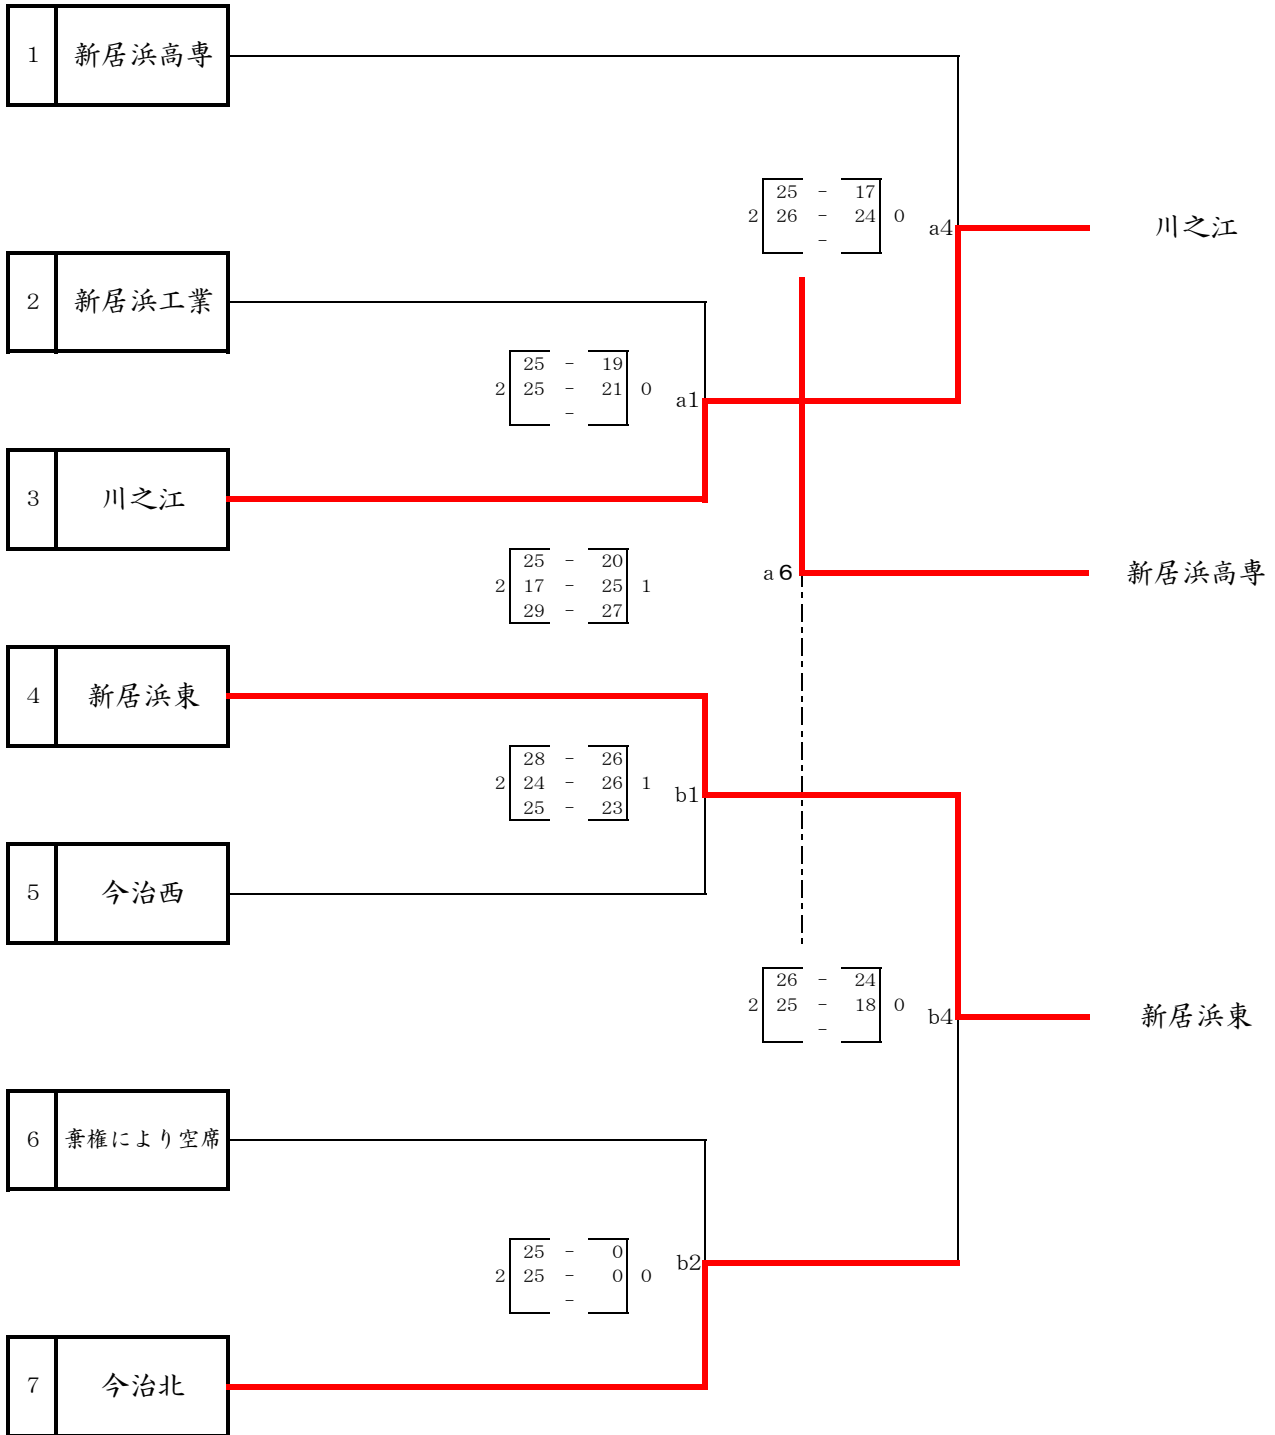 1 新居浜高専
25 - 17
2 26 - 24 0
-
a4
川之江
2 新居浜工業
25 - 19
2 25 - 21 0
-
a1
3 川之江
25 - 20
2 17 - 25 1
29 - 27
a6
新居浜高専
4 新居浜東
28 - 26
2 24 - 26 1
25 - 23
b1
5 今治西
26 - 24
2 25 - 18 0
-
b4
新居浜東
6 棄権により空席
25 - 0
2 25 - 0 0
-
b2
7 今治北